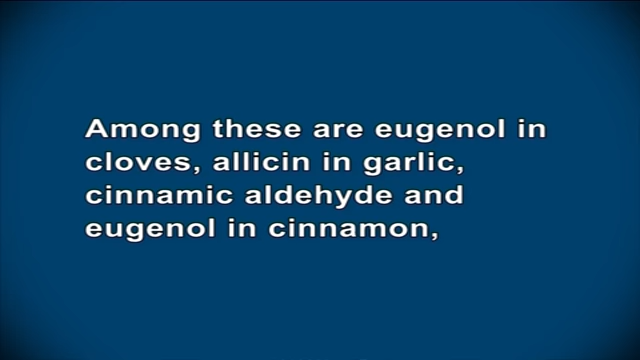 Among these are eugenol in
cloves, allicin in garlic,
cinnamic aldehyde and
eugenol in cinnamon,